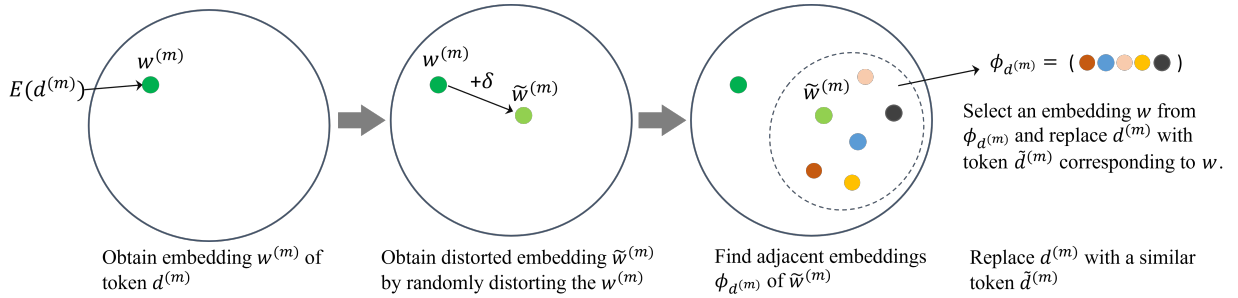 E(d^(m))
w^(m)
w^(m)
+δ
w̃^(m)
w̃^(m)
ϕ_d^(m) = ( )
Select an embedding w from
ϕ_d^(m) and replace d^(m) with
token d̃^(m) corresponding to w.
Obtain embedding w^(m) of
token d^(m)
Obtain distorted embedding w̃^(m)
by randomly distorting the w^(m)
Find adjacent embeddings
ϕ_d^(m) of w̃^(m)
Replace d^(m) with a similar
token d̃^(m)